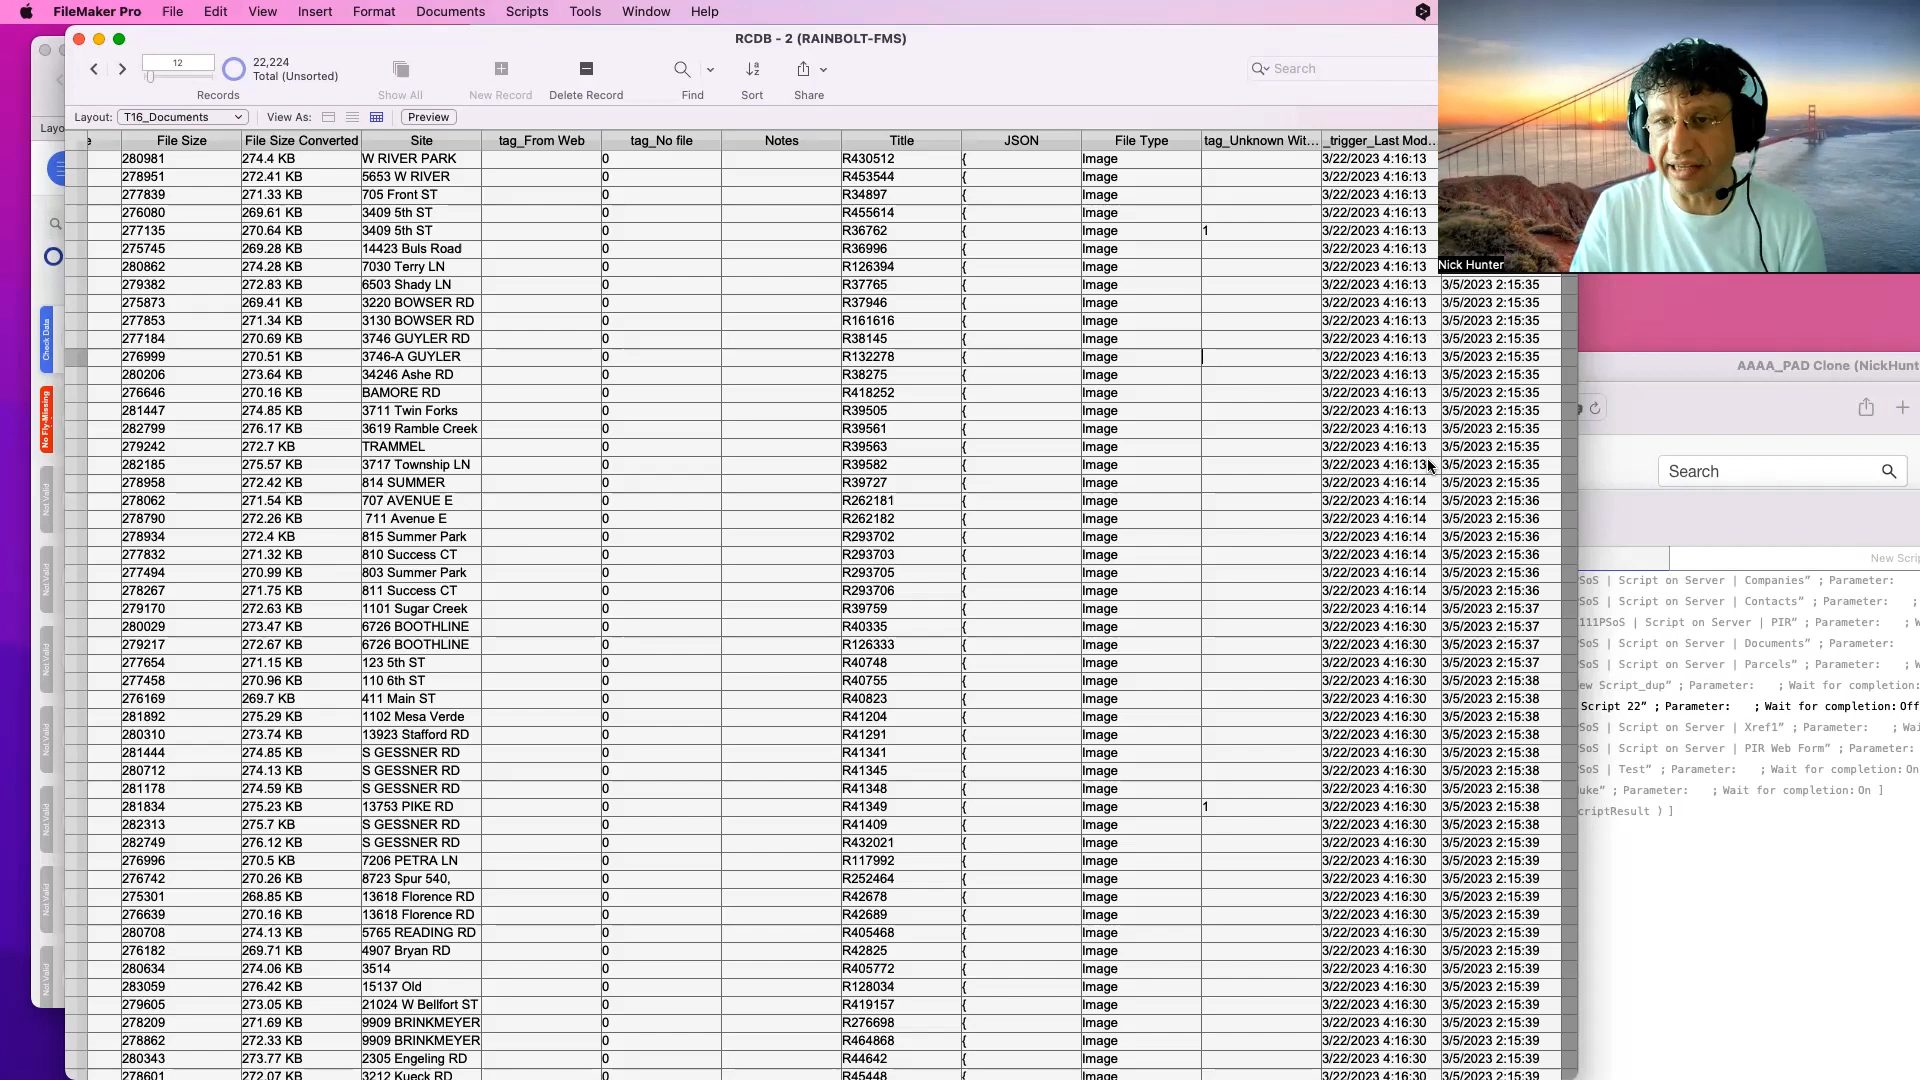 FileMaker Pro File Edit View Insert Format Documents Scripts Tools Window Help
RCDB - 2 (RAINBOLT-FMS)
12
22,224
Total (Unsorted)
Records
Show All
New Record
Delete Record
Find
Sort
Share
Search
Layout: T16_Documents View As: Preview
File Size File Size Converted Site tag_From Web tag_No file Notes Title JSON File Type tag_Unknown Wit... _trigger_Last Mod...
280981 274.4 KB W RIVER PARK 0 R430512 { Image 3/22/2023 4:16:13
278951 272.41 KB 5653 W RIVER 0 R453544 { Image 3/22/2023 4:16:13
277839 271.33 KB 705 Front ST 0 R34897 { Image 3/22/2023 4:16:13
276080 269.61 KB 3409 5th ST 0 R455614 { Image 3/22/2023 4:16:13
277135 270.64 KB 3409 5th ST 0 R36762 { Image 1 3/22/2023 4:16:13
275745 269.28 KB 14423 Buls Road 0 R36996 { Image 3/22/2023 4:16:13
280862 274.28 KB 7030 Terry LN 0 R126394 { Image 3/22/2023 4:16:13
279382 272.83 KB 6503 Shady LN 0 R37765 { Image 3/22/2023 4:16:13 3/5/2023 2:15:35
275873 269.41 KB 3220 BOWSER RD 0 R37946 { Image 3/22/2023 4:16:13 3/5/2023 2:15:35
277853 271.34 KB 3130 BOWSER RD 0 R161616 { Image 3/22/2023 4:16:13 3/5/2023 2:15:35
277184 270.69 KB 3746 GUYLER RD 0 R38145 { Image 3/22/2023 4:16:13 3/5/2023 2:15:35
276999 270.51 KB 3746-A GUYLER 0 R132278 { Image 3/22/2023 4:16:13 3/5/2023 2:15:35
280206 273.64 KB 34246 Ashe RD 0 R38275 { Image 3/22/2023 4:16:13 3/5/2023 2:15:35
276646 270.16 KB BAMORE RD 0 R418252 { Image 3/22/2023 4:16:13 3/5/2023 2:15:35
281447 274.85 KB 3711 Twin Forks 0 R39505 { Image 3/22/2023 4:16:13 3/5/2023 2:15:35
282799 276.17 KB 3619 Ramble Creek 0 R39561 { Image 3/22/2023 4:16:13 3/5/2023 2:15:35
279242 272.7 KB TRAMMEL 0 R39563 { Image 3/22/2023 4:16:13 3/5/2023 2:15:35
282185 275.57 KB 3717 Township LN 0 R39582 { Image 3/22/2023 4:16:13 3/5/2023 2:15:35
278958 272.42 KB 814 SUMMER 0 R39727 { Image 3/22/2023 4:16:14 3/5/2023 2:15:35
278062 271.54 KB 707 AVENUE E 0 R262181 { Image 3/22/2023 4:16:14 3/5/2023 2:15:36
278790 272.26 KB 711 Avenue E 0 R262182 { Image 3/22/2023 4:16:14 3/5/2023 2:15:36
278934 272.4 KB 815 Summer Park 0 R293702 { Image 3/22/2023 4:16:14 3/5/2023 2:15:36
277832 271.32 KB 810 Success CT 0 R293703 { Image 3/22/2023 4:16:14 3/5/2023 2:15:36
277494 270.99 KB 803 Summer Park 0 R293705 { Image 3/22/2023 4:16:14 3/5/2023 2:15:36
278267 271.75 KB 811 Success CT 0 R293706 { Image 3/22/2023 4:16:14 3/5/2023 2:15:36
279170 272.63 KB 1101 Sugar Creek 0 R39759 { Image 3/22/2023 4:16:14 3/5/2023 2:15:37
280029 273.47 KB 6726 BOOTHLINE 0 R40335 { Image 3/22/2023 4:16:30 3/5/2023 2:15:37
279217 272.67 KB 6726 BOOTHLINE 0 R126333 { Image 3/22/2023 4:16:30 3/5/2023 2:15:37
277654 271.15 KB 123 5th ST 0 R40748 { Image 3/22/2023 4:16:30 3/5/2023 2:15:37
277458 270.96 KB 110 6th ST 0 R40755 { Image 3/22/2023 4:16:30 3/5/2023 2:15:38
276169 269.7 KB 411 Main ST 0 R40823 { Image 3/22/2023 4:16:30 3/5/2023 2:15:38
281892 275.29 KB 1102 Mesa Verde 0 R41204 { Image 3/22/2023 4:16:30 3/5/2023 2:15:38
280310 273.74 KB 13923 Stafford RD 0 R41291 { Image 3/22/2023 4:16:30 3/5/2023 2:15:38
281444 274.85 KB S GESSNER RD 0 R41341 { Image 3/22/2023 4:16:30 3/5/2023 2:15:38
280712 274.13 KB S GESSNER RD 0 R41345 { Image 3/22/2023 4:16:30 3/5/2023 2:15:38
281178 274.59 KB S GESSNER RD 0 R41348 { Image 3/22/2023 4:16:30 3/5/2023 2:15:38
281834 275.23 KB 13753 PIKE RD 0 R41349 { Image 1 3/22/2023 4:16:30 3/5/2023 2:15:38
282313 275.7 KB S GESSNER RD 0 R41409 { Image 3/22/2023 4:16:30 3/5/2023 2:15:38
282749 276.12 KB S GESSNER RD 0 R432021 { Image 3/22/2023 4:16:30 3/5/2023 2:15:39
276996 270.5 KB 7206 PETRA LN 0 R117992 { Image 3/22/2023 4:16:30 3/5/2023 2:15:39
276742 270.26 KB 8723 Spur 540, 0 R252464 { Image 3/22/2023 4:16:30 3/5/2023 2:15:39
275301 268.85 KB 13618 Florence RD 0 R42678 { Image 3/22/2023 4:16:30 3/5/2023 2:15:39
276639 270.16 KB 13618 Florence RD 0 R42689 { Image 3/22/2023 4:16:30 3/5/2023 2:15:39
280708 274.13 KB 5765 READING RD 0 R405468 { Image 3/22/2023 4:16:30 3/5/2023 2:15:39
276182 269.71 KB 4907 Bryan RD 0 R42825 { Image 3/22/2023 4:16:30 3/5/2023 2:15:39
280634 274.06 KB 3514 0 R405772 { Image 3/22/2023 4:16:30 3/5/2023 2:15:39
283059 276.42 KB 15137 Old 0 R128034 { Image 3/22/2023 4:16:30 3/5/2023 2:15:39
279605 273.05 KB 21024 W Bellfort ST 0 R419157 { Image 3/22/2023 4:16:30 3/5/2023 2:15:39
278209 271.69 KB 9909 BRINKMEYER 0 R276698 { Image 3/22/2023 4:16:30 3/5/2023 2:15:39
278862 272.33 KB 9909 BRINKMEYER 0 R464868 { Image 3/22/2023 4:16:30 3/5/2023 2:15:39
280343 273.77 KB 2305 Engeling RD 0 R44642 { Image 3/22/2023 4:16:30 3/5/2023 2:15:39
278601 272.07 KB 3212 Kueck RD 0 R45448 { Image 3/22/2023 4:16:30 3/5/2023 2:15:39
Nick Hunter
Layo
Check Data
No Fly-Missing
Not Valid
Not Valid
Not Valid
Not Valid
Not Valid
Not Valid
Not Valid
AAAA_PAD Clone (NickHunt
Search
New Scrip
PSoS | Script on Server | Companies” ; Parameter: ;
PSoS | Script on Server | Contacts” ; Parameter: ;
111PSoS | Script on Server | PIR” ; Parameter: ; W
PSoS | Script on Server | Documents” ; Parameter:
PSoS | Script on Server | Parcels” ; Parameter: ; W
ew Script_dup” ; Parameter: ; Wait for completion:
Script 22” ; Parameter: ; Wait for completion: Off
PSoS | Script on Server | Xref1” ; Parameter: ; Wai
PSoS | Script on Server | PIR Web Form” ; Parameter:
PSoS | Test” ; Parameter: ; Wait for completion: On
uke” ; Parameter: ; Wait for completion: On ]
criptResult ) ]